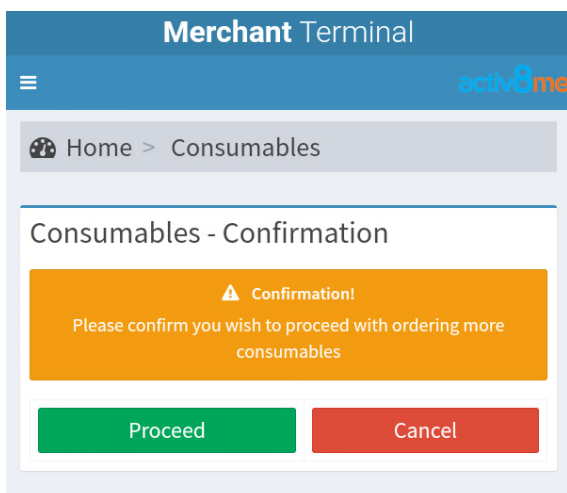 Merchant Terminal
activ8me
Home > Consumables
Consumables - Confirmation
Confirmation!
Please confirm you wish to proceed with ordering more
consumables
Proceed Cancel